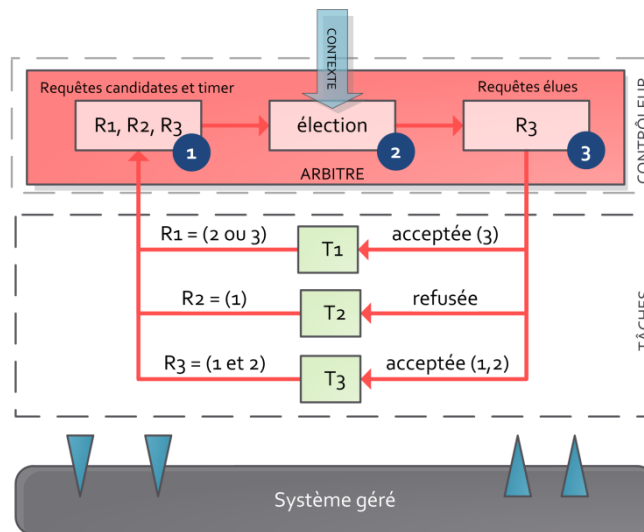 CONTEXTE
Requêtes candidates et timer
Requêtes élues
R1, R2, R3
élection
R3
1
2
3
ARBITRE
CONTRÔLEUR
R1 = (2 ou 3)
T1
acceptée (3)
R2 = (1)
T2
refusée
R3 = (1 et 2)
T3
acceptée (1,2)
TÂCHES
Système géré